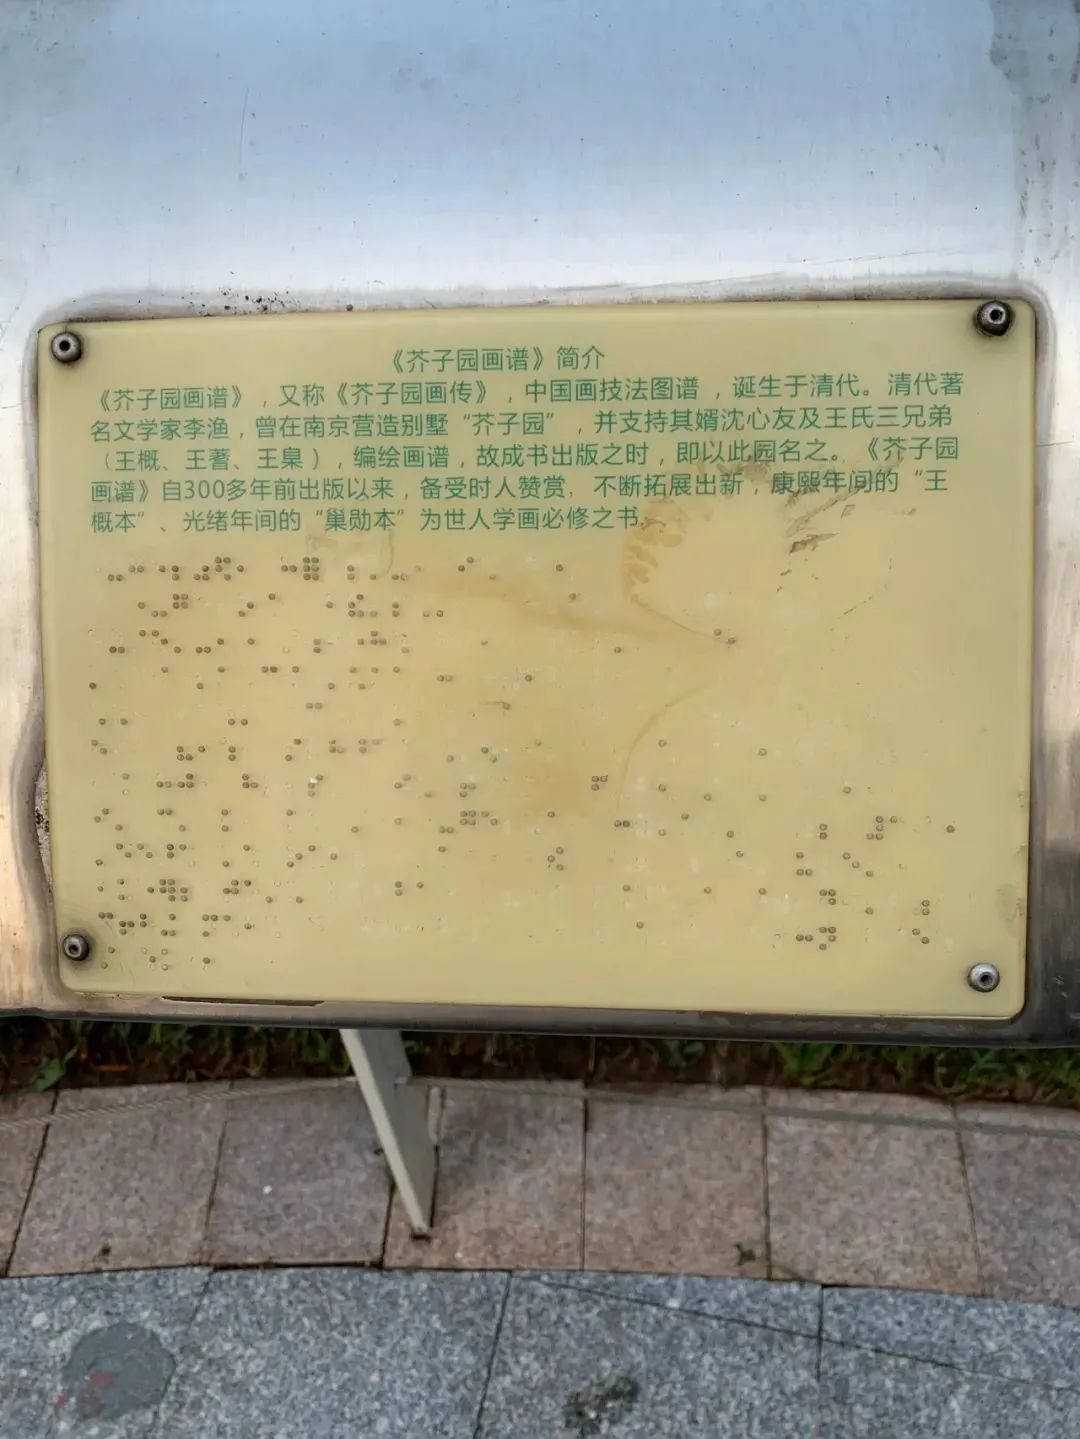 《芥子园画谱》简介
《芥子园画谱》，又称《芥子园画传》，中国画技法图谱，诞生于清代。清代著
名文学家李渔，曾在南京营造别墅“芥子园”，并支持其婿沈心友及王氏三兄弟
（王概、王蓍、王臬），编绘画谱，故成书出版之时，即以此园名之。《芥子园
画谱》自300多年前出版以来，备受时人赞赏，不断拓展出新，康熙年间的“王
概本”、光绪年间的“巢勋本”为世人学画必修之书。